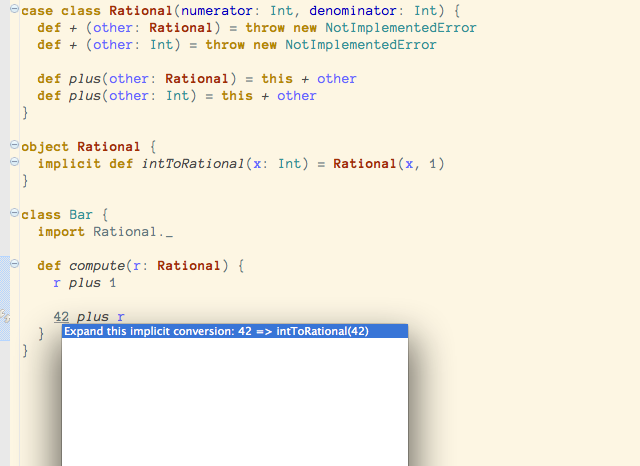 case class Rational(numerator: Int, denominator: Int) {
  def + (other: Rational) = throw new NotImplementedError
  def + (other: Int) = throw new NotImplementedError

  def plus(other: Rational) = this + other
  def plus(other: Int) = this + other
}

object Rational {
  implicit def intToRational(x: Int) = Rational(x, 1)
}

class Bar {
  import Rational._

  def compute(r: Rational) {
    r plus 1

    42 plus r
Expand this implicit conversion: 42 => intToRational(42)
  }
}